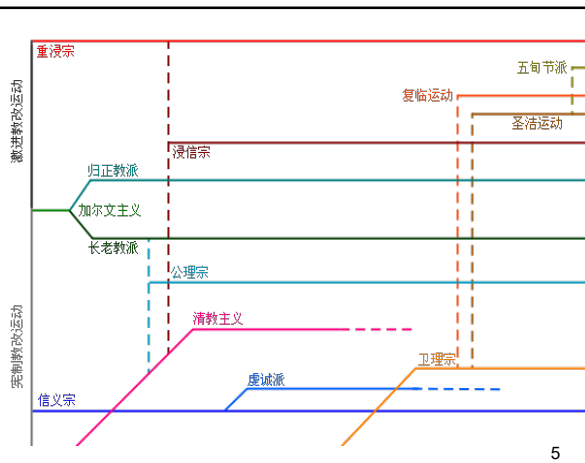 重浸宗
五旬节派
复临运动
圣洁运动
激进教改运动
浸信宗
归正教派
加尔文主义
长老教派
公理宗
清教主义
宪制教改运动
卫理宗
虔诚派
信义宗
5